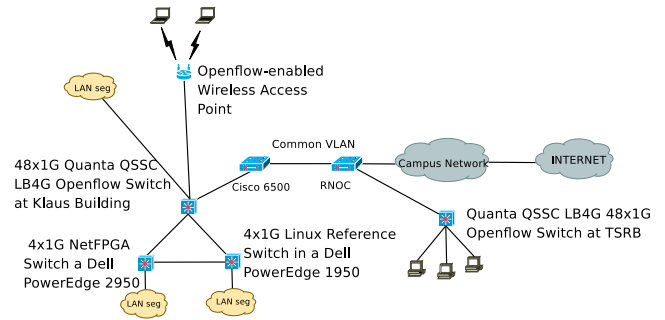 Openflow-enabled
Wireless Access
Point
LAN seg
48x1G Quanta QSSC
LB4G Openflow Switch
at Klaus Building
Common VLAN
Cisco 6500
RNOC
Campus Network
INTERNET
Quanta QSSC LB4G 48x1G
Openflow Switch at TSRB
4x1G NetFPGA
Switch a Dell
PowerEdge 2950
4x1G Linux Reference
Switch in a Dell
PowerEdge 1950
LAN seg
LAN seg